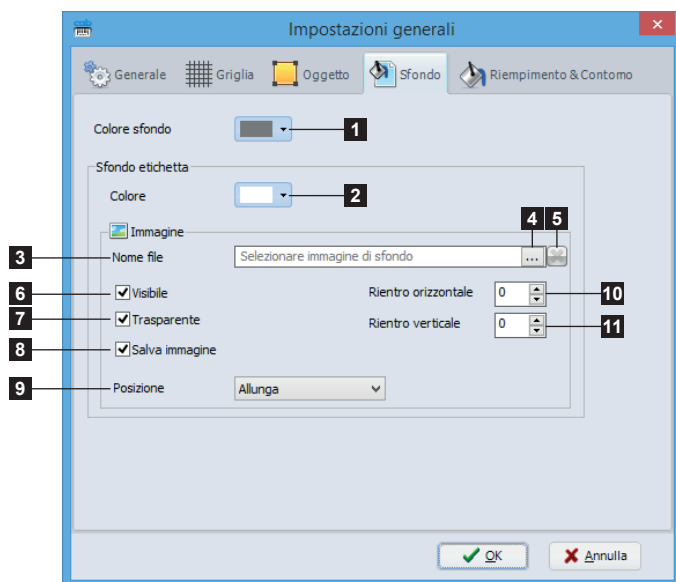 cab
Impostazioni generali
Generale Griglia Oggetto Sfondo Riempimento & Contorno
Colore sfondo 1
Sfondo etichetta
Colore 2
4 5
Immagine
3 Nome file Selezionare immagine di sfondo ...
6 Visibile Rientro orizzontale 0 10
7 Trasparente Rientro verticale 0 11
8 Salva immagine
9 Posizione Allunga
OK Annulla